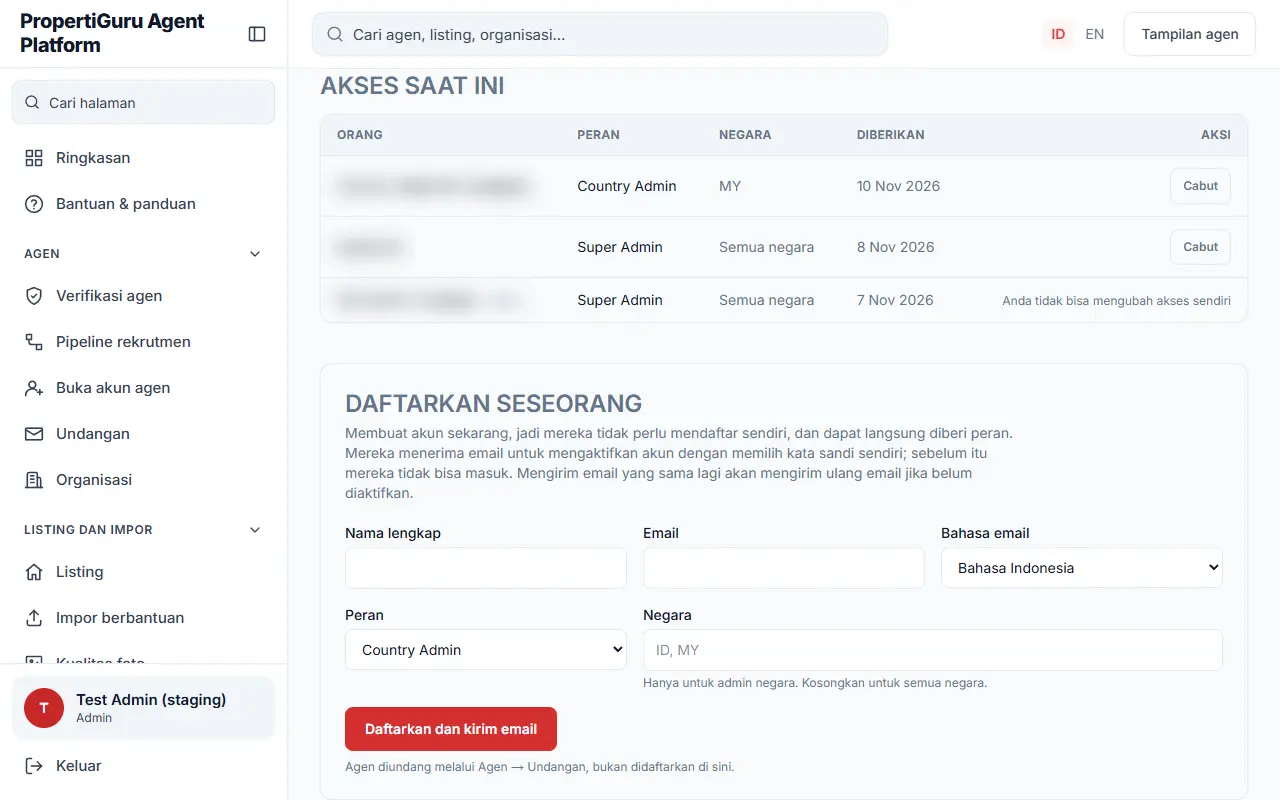 PropertiGuru Agent
Platform
Cari agen, listing, organisasi...
ID
EN
Tampilan agen
Cari halaman
Ringkasan
Bantuan & panduan
AGEN
Verifikasi agen
Pipeline rekrutmen
Buka akun agen
Undangan
Organisasi
LISTING DAN IMPOR
Listing
Impor berbantuan
Kualitas foto
Test Admin (staging)
Admin
T
Keluar
AKSES SAAT INI
ORANG PERAN NEGARA DIBERIKAN AKSI
Country Admin MY 10 Nov 2026 Cabut
Super Admin Semua negara 8 Nov 2026 Cabut
Super Admin Semua negara 7 Nov 2026 Anda tidak bisa mengubah akses sendiri
DAFTARKAN SESEORANG
Membuat akun sekarang, jadi mereka tidak perlu mendaftar sendiri, dan dapat langsung diberi peran.
Mereka menerima email untuk mengaktifkan akun dengan memilih kata sandi sendiri; sebelum itu
mereka tidak bisa masuk. Mengirim email yang sama lagi akan mengirim ulang email jika belum
diaktifkan.
Nama lengkap Email Bahasa email
Bahasa Indonesia
Peran Negara
Country Admin ID, MY
Hanya untuk admin negara. Kosongkan untuk semua negara.
Daftarkan dan kirim email
Agen diundang melalui Agen → Undangan, bukan didaftarkan di sini.